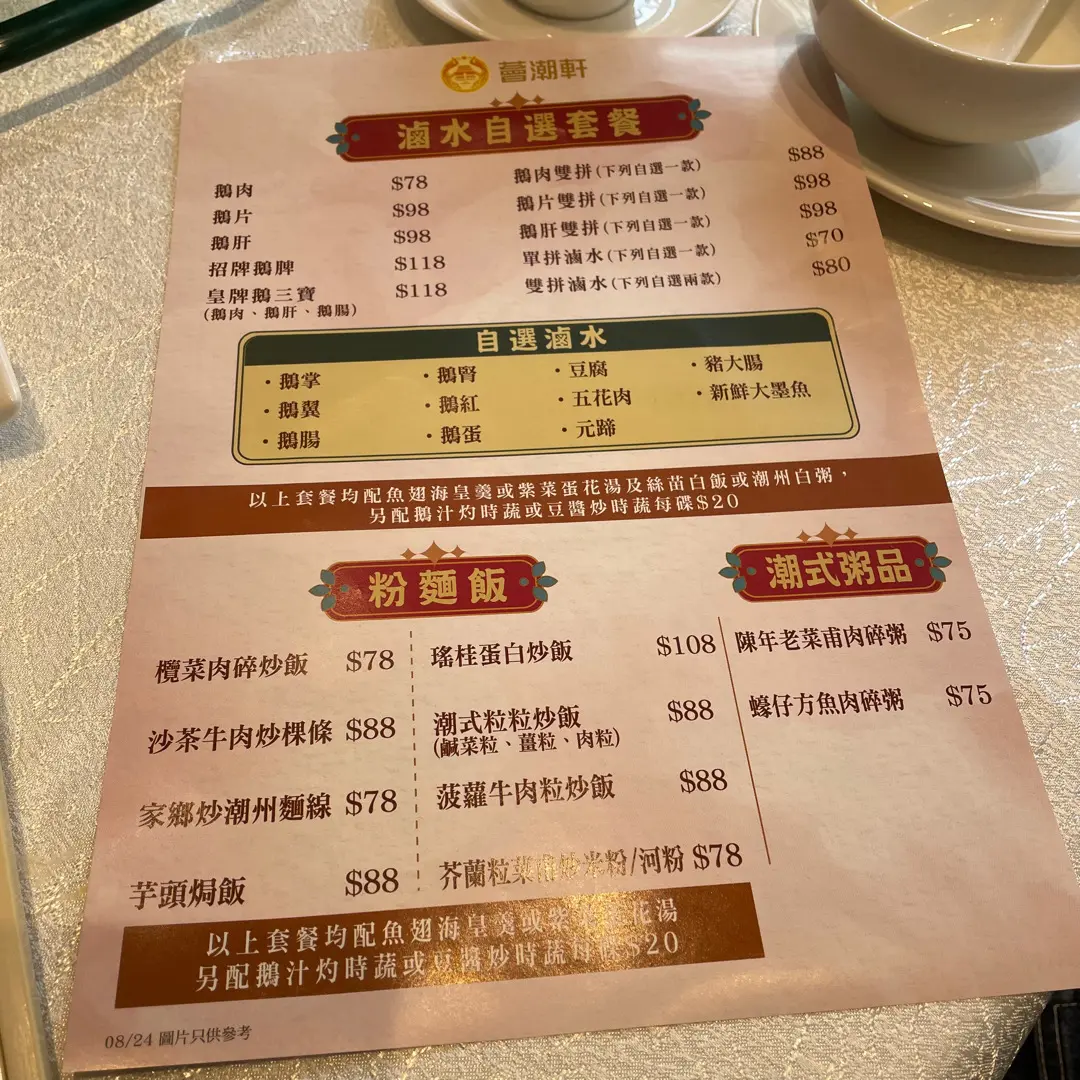 薈潮軒
滷水自選套餐
鵝肉 $78
鵝片 $98
鵝肝 $98
招牌鵝髀 $118
皇牌鵝三寶 $118
(鵝肉、鵝肝、鵝腸)
鵝肉雙拼(下列自選一款) $88
鵝片雙拼(下列自選一款) $98
鵝肝雙拼(下列自選一款) $98
單拼滷水(下列自選一款) $70
雙拼滷水(下列自選兩款) $80
自選滷水
・鵝掌 ・鵝腎 ・豆腐 ・豬大腸
・鵝翼 ・鵝紅 ・五花肉 ・新鮮大墨魚
・鵝腸 ・鵝蛋 ・元蹄
以上套餐均配魚翅海皇羹或紫菜蛋花湯及絲苗白飯或潮州白粥，
另配鵝汁灼時蔬或豆醬炒時蔬每碟$20
粉麵飯
欖菜肉碎炒飯 $78
沙茶牛肉炒粿條 $88
家鄉炒潮州麵線 $78
芋頭焗飯 $88
瑤桂蛋白炒飯 $108
潮式粒粒炒飯 $88
(鹹菜粒、薑粒、肉粒)
菠蘿牛肉粒炒飯 $88
芥蘭粒菜甫炒米粉/河粉 $78
潮式粥品
陳年老菜甫肉碎粥 $75
蠔仔方魚肉碎粥 $75
以上套餐均配魚翅海皇羹或紫菜蛋花湯
另配鵝汁灼時蔬或豆醬炒時蔬每碟$20
08/24 圖片只供參考